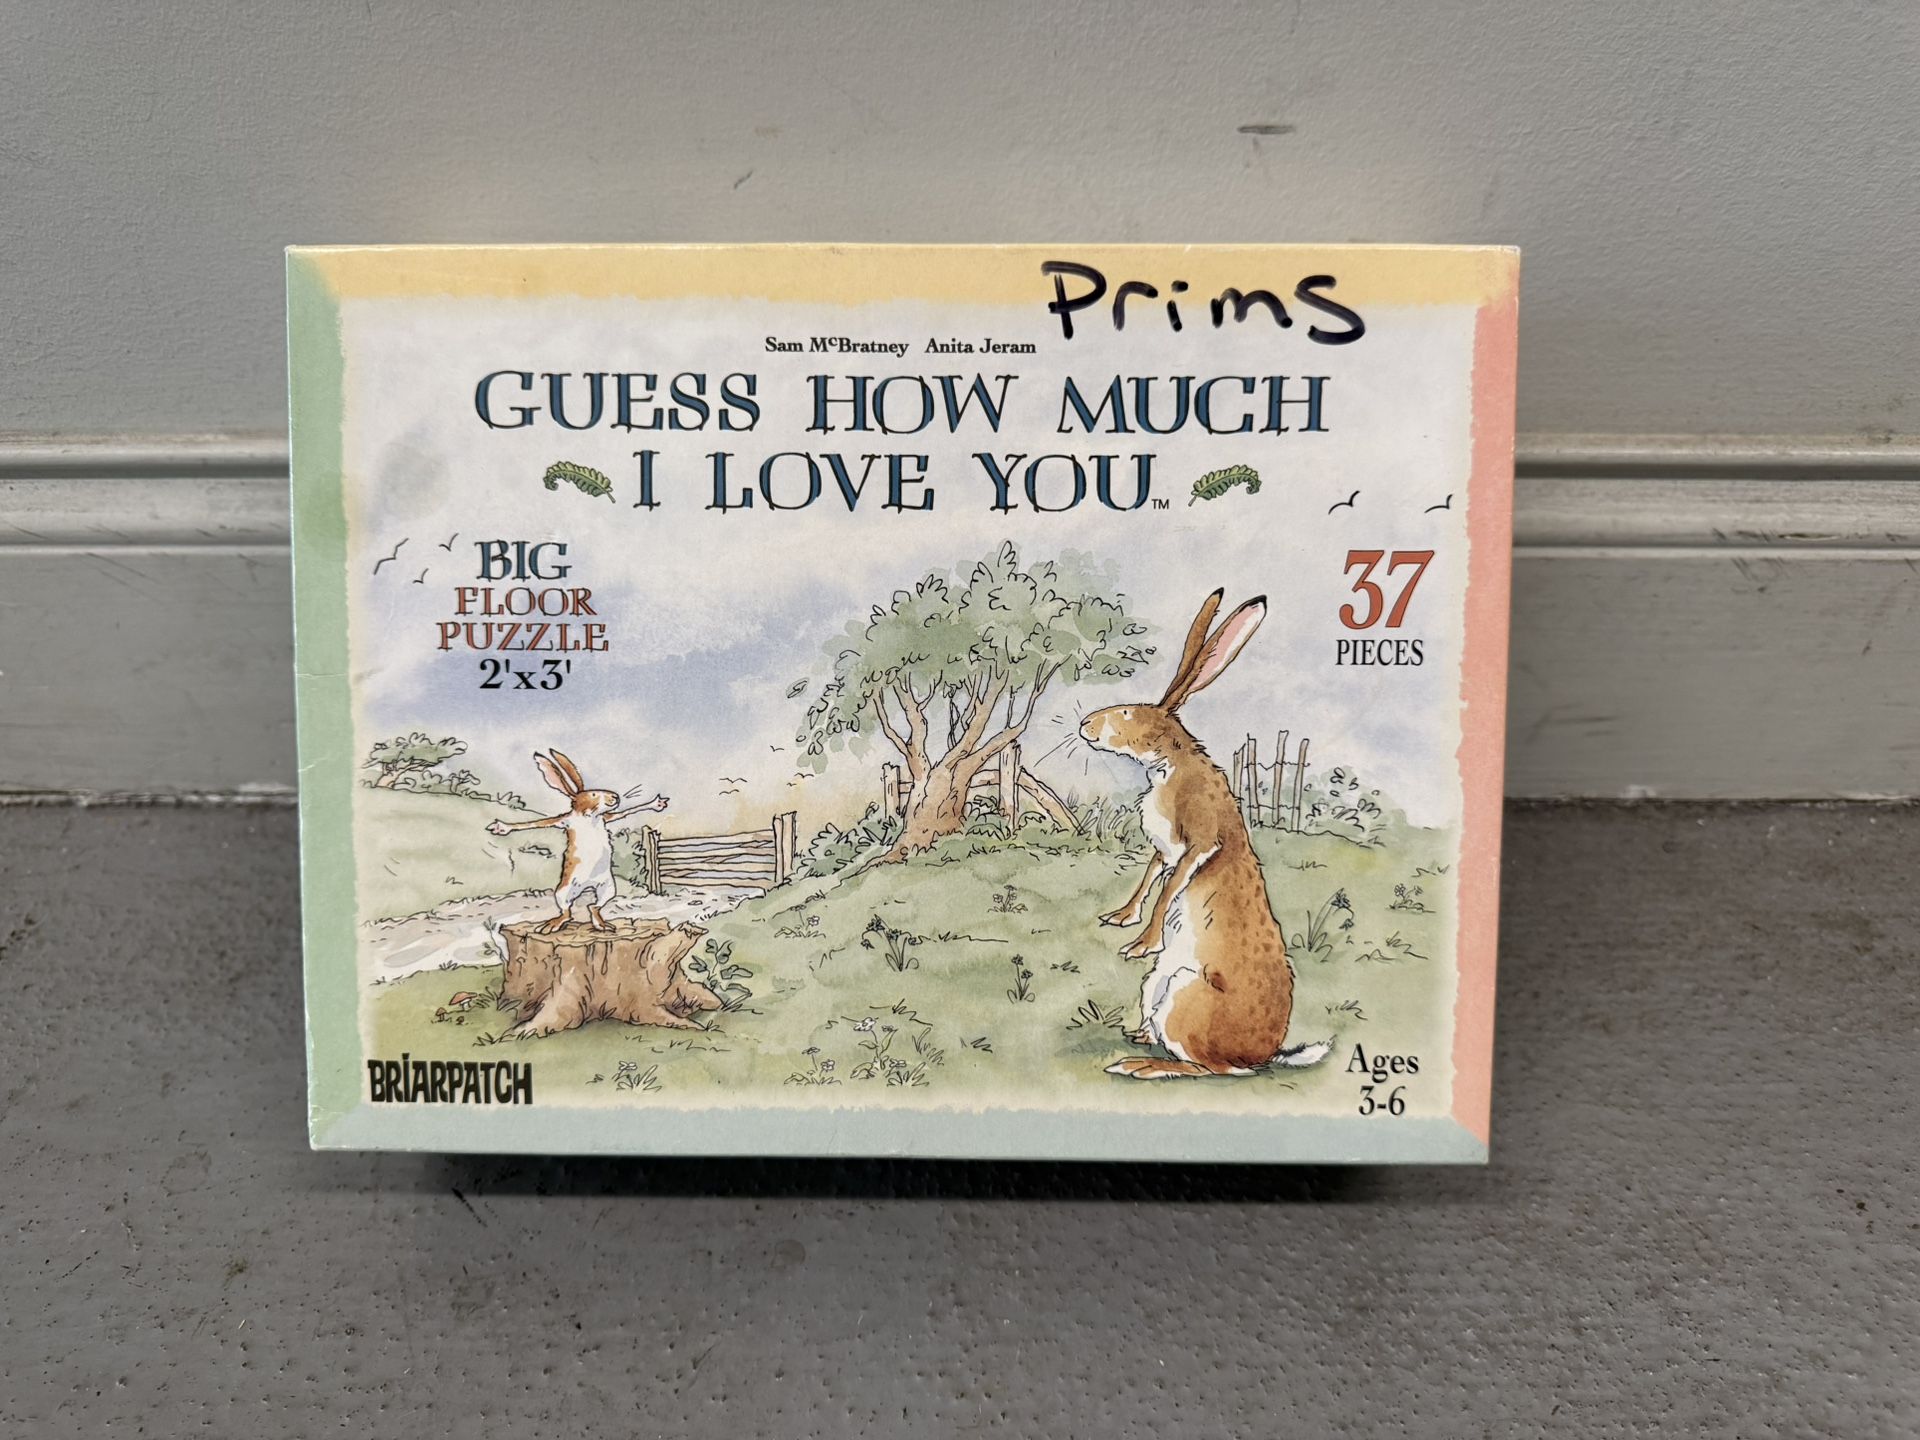 Prims
Sam McBratney Anita Jeram
GUESS HOW MUCH
I LOVE YOU™
BIG
FLOOR
PUZZLE
2'x3'
37
PIECES
BRIARPATCH
Ages
3-6